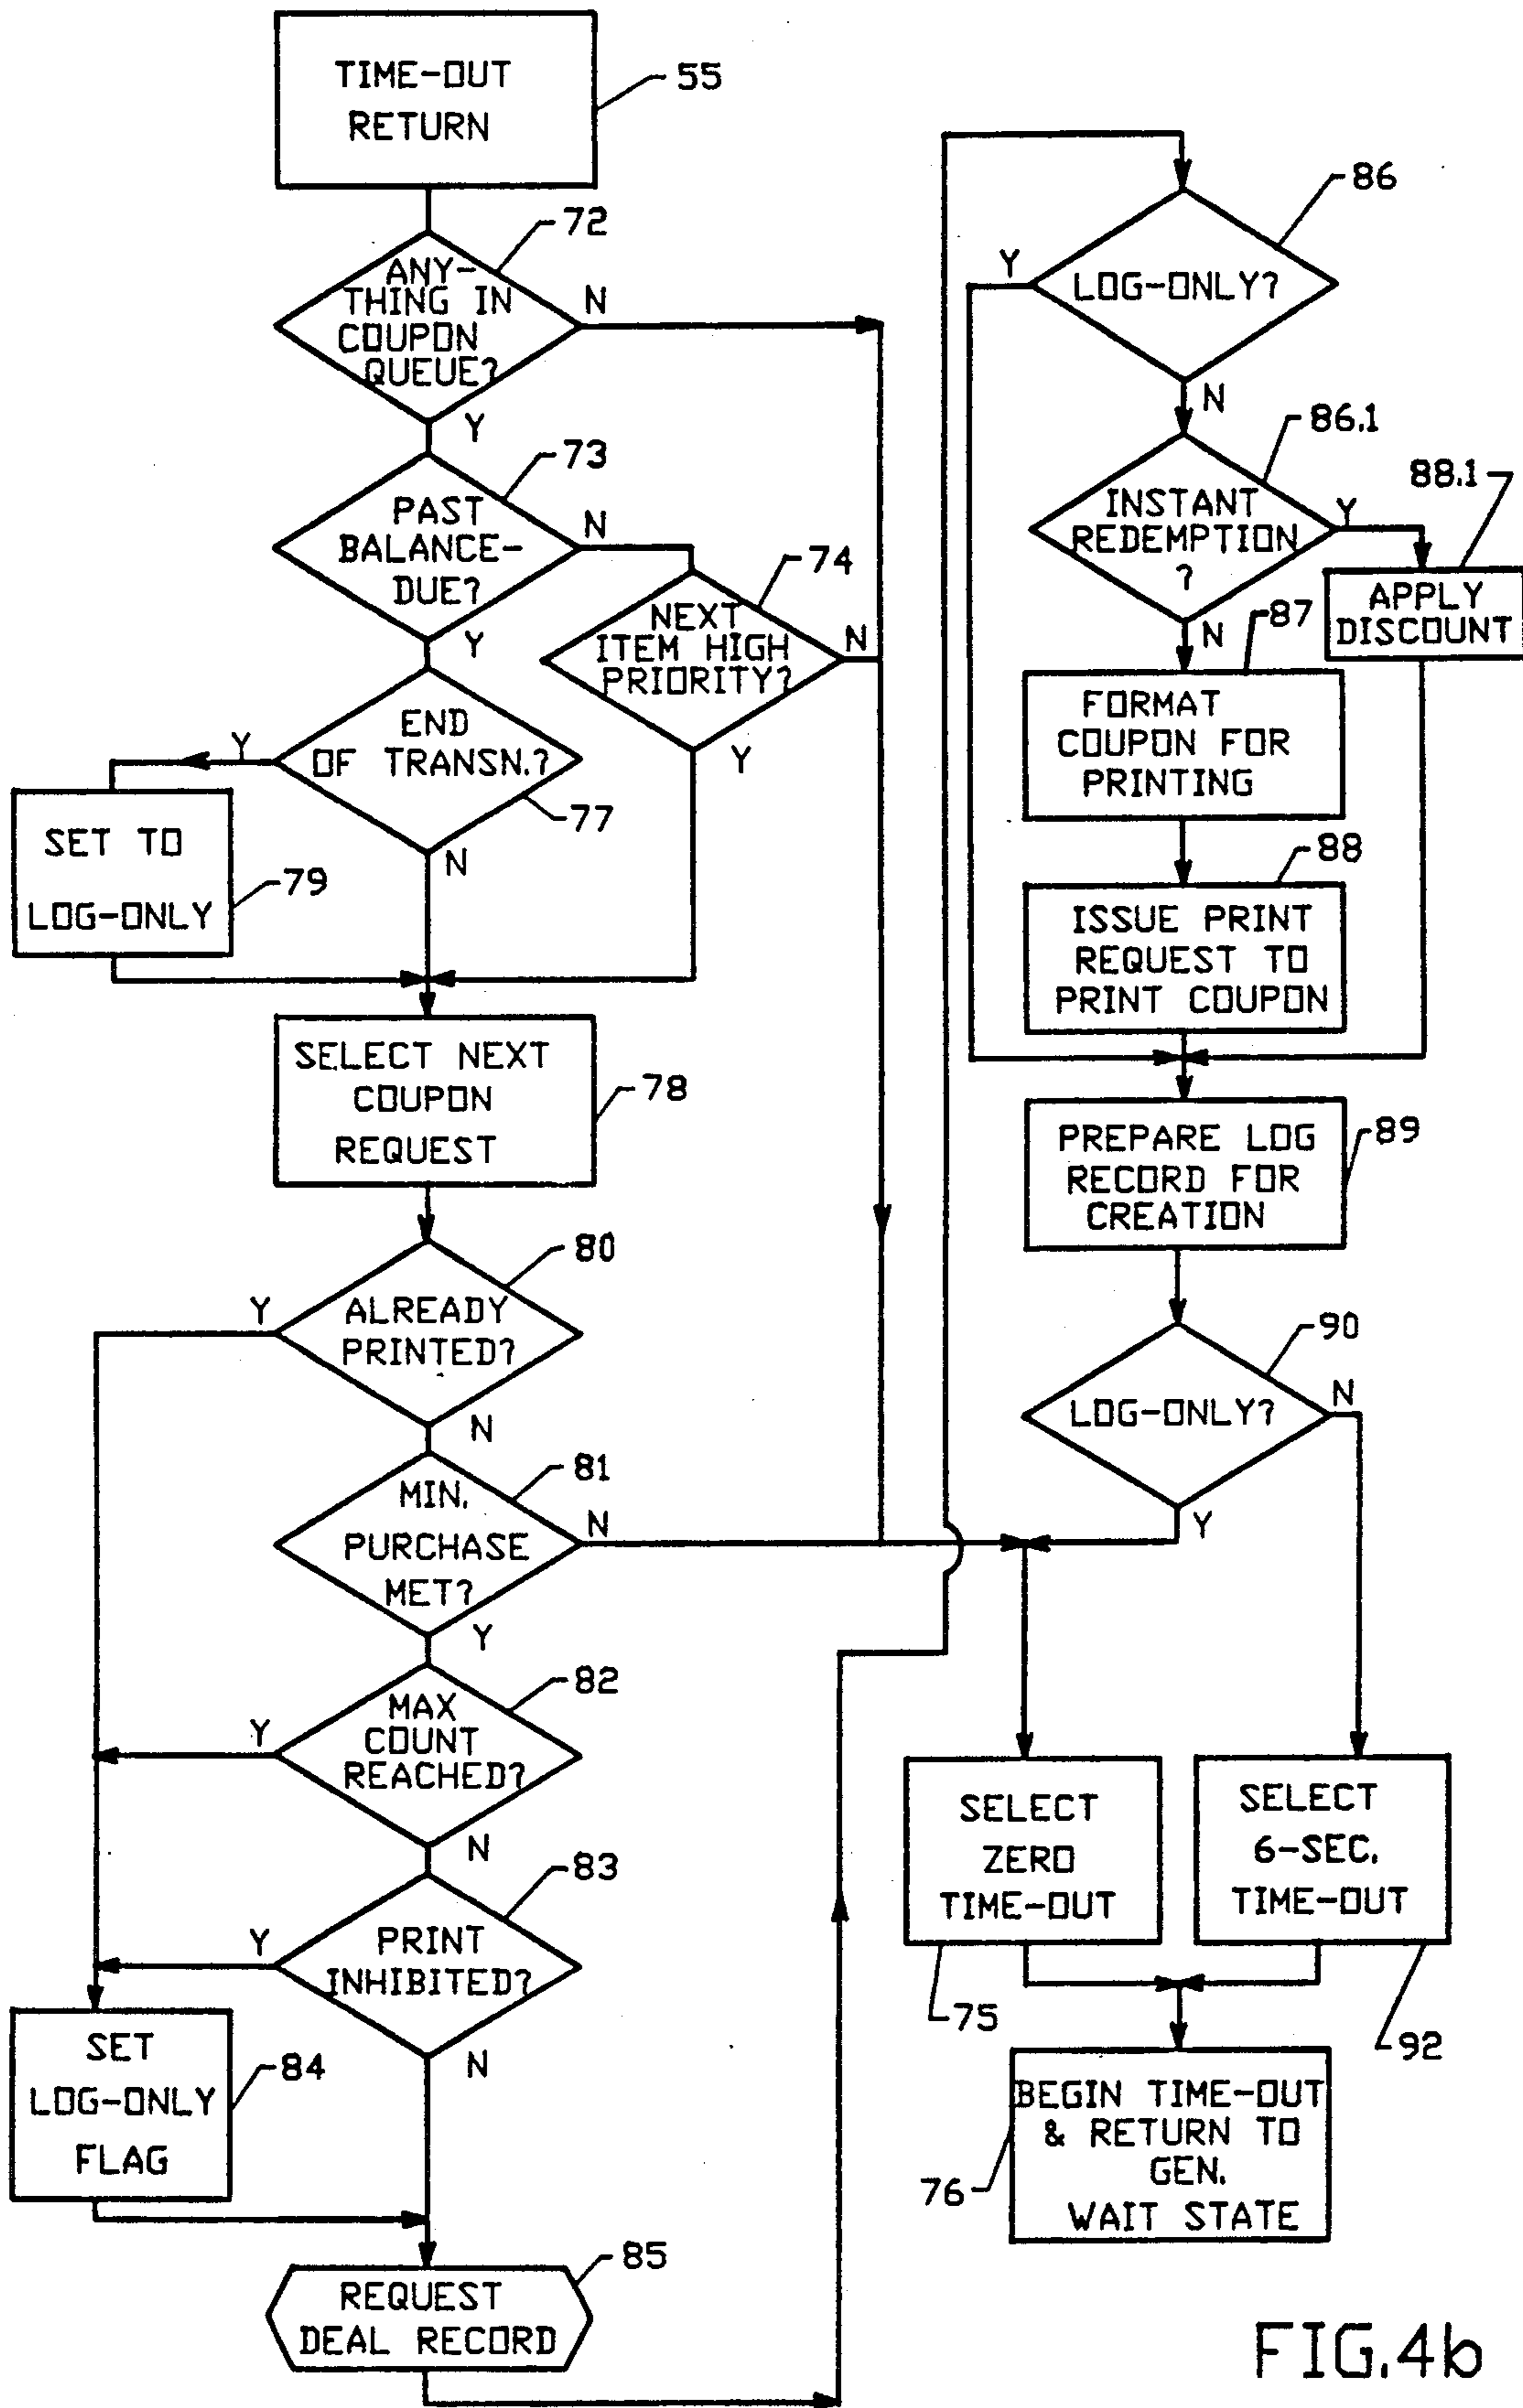 TIME-OUT
RETURN
55
72
ANY-
THING IN
COUPON
QUEUE?
N
Y
73
PAST
BALANCE-
DUE?
N
Y
74
NEXT
ITEM HIGH
PRIORITY?
N
Y
END
OF TRANSN.?
Y
77
N
SET TO
LOG-ONLY
79
SELECT NEXT
COUPON
REQUEST
78
80
ALREADY
PRINTED?
Y
N
81
MIN.
PURCHASE
MET?
N
Y
82
MAX
COUNT
REACHED?
Y
N
83
PRINT
INHIBITED?
Y
N
SET
LOG-ONLY
FLAG
84
85
REQUEST
DEAL RECORD
86
LOG-ONLY?
Y
N
86.1
INSTANT
REDEMPTION
?
Y
N
88.1
APPLY
DISCOUNT
87
FORMAT
COUPON FOR
PRINTING
88
ISSUE PRINT
REQUEST TO
PRINT COUPON
PREPARE LOG
RECORD FOR
CREATION
89
90
LOG-ONLY?
N
Y
SELECT
ZERO
TIME-OUT
75
SELECT
6-SEC.
TIME-OUT
92
BEGIN TIME-OUT
& RETURN TO
GEN.
WAIT STATE
76
FIG.4b